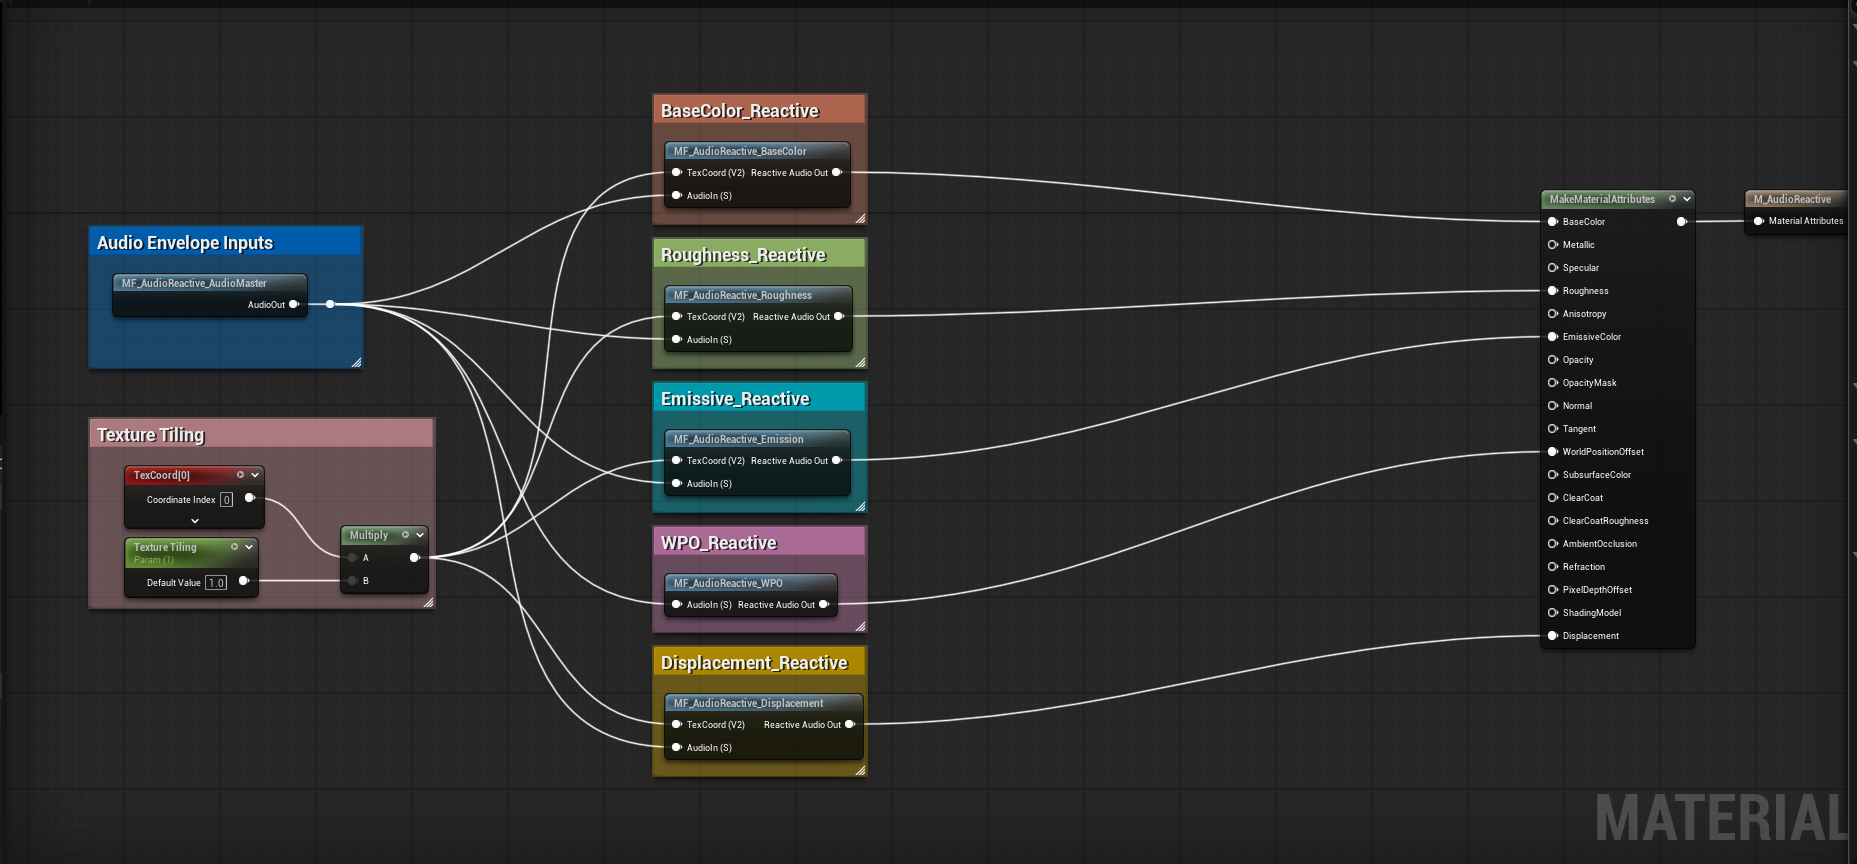 BaseColor_Reactive
MF_AudioReactive_BaseColor
TexCoord (V2) Reactive Audio Out
AudioIn (S)
Audio Envelope Inputs
MF_AudioReactive_AudioMaster
AudioOut
Roughness_Reactive
MF_AudioReactive_Roughness
TexCoord (V2) Reactive Audio Out
AudioIn (S)
Emissive_Reactive
MF_AudioReactive_Emission
TexCoord (V2) Reactive Audio Out
AudioIn (S)
Texture Tiling
TexCoord[0]
Coordinate Index 0
Texture Tiling
Param (1)
Default Value 1.0
Multiply
A
B
WPO_Reactive
MF_AudioReactive_WPO
AudioIn (S) Reactive Audio Out
Displacement_Reactive
MF_AudioReactive_Displacement
TexCoord (V2) Reactive Audio Out
AudioIn (S)
MakeMaterialAttributes
BaseColor
Metallic
Specular
Roughness
Anisotropy
EmissiveColor
Opacity
OpacityMask
Normal
Tangent
WorldPositionOffset
SubsurfaceColor
ClearCoat
ClearCoatRoughness
AmbientOcclusion
Refraction
PixelDepthOffset
ShadingModel
Displacement
M_AudioReactive
Material Attributes
MATERIAL